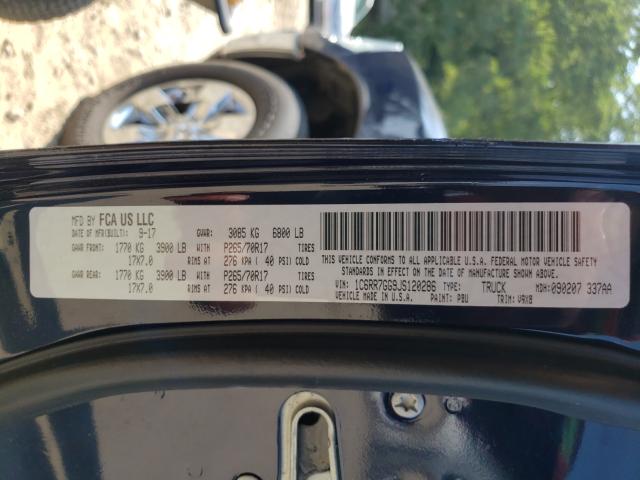 MFD BY FCA US LLC
DATE OF MFR(BUILT): 9-17 GVWR: 3085 KG 6800 LB
GAWR FRONT: 1770 KG 3900 LB WITH P265/70R17 TIRES
17X7.0 AT 276 KPA ( 40 PSI) COLD
GAWR REAR: 1770 KG 3900 LB WITH P265/70R17 TIRES
17X7.0 AT 276 KPA ( 40 PSI) COLD
THIS VEHICLE CONFORMS TO ALL APPLICABLE U.S.A. FEDERAL MOTOR VEHICLE SAFETY
STANDARDS IN EFFECT ON THE DATE OF MANUFACTURE SHOWN ABOVE.
VIN: 1C6RR7GG9JS120286 TYPE: TRUCK MDH: 090207 337AA
VEHICLE MADE IN U.S.A. PAINT: PBU TRIM: V9X8